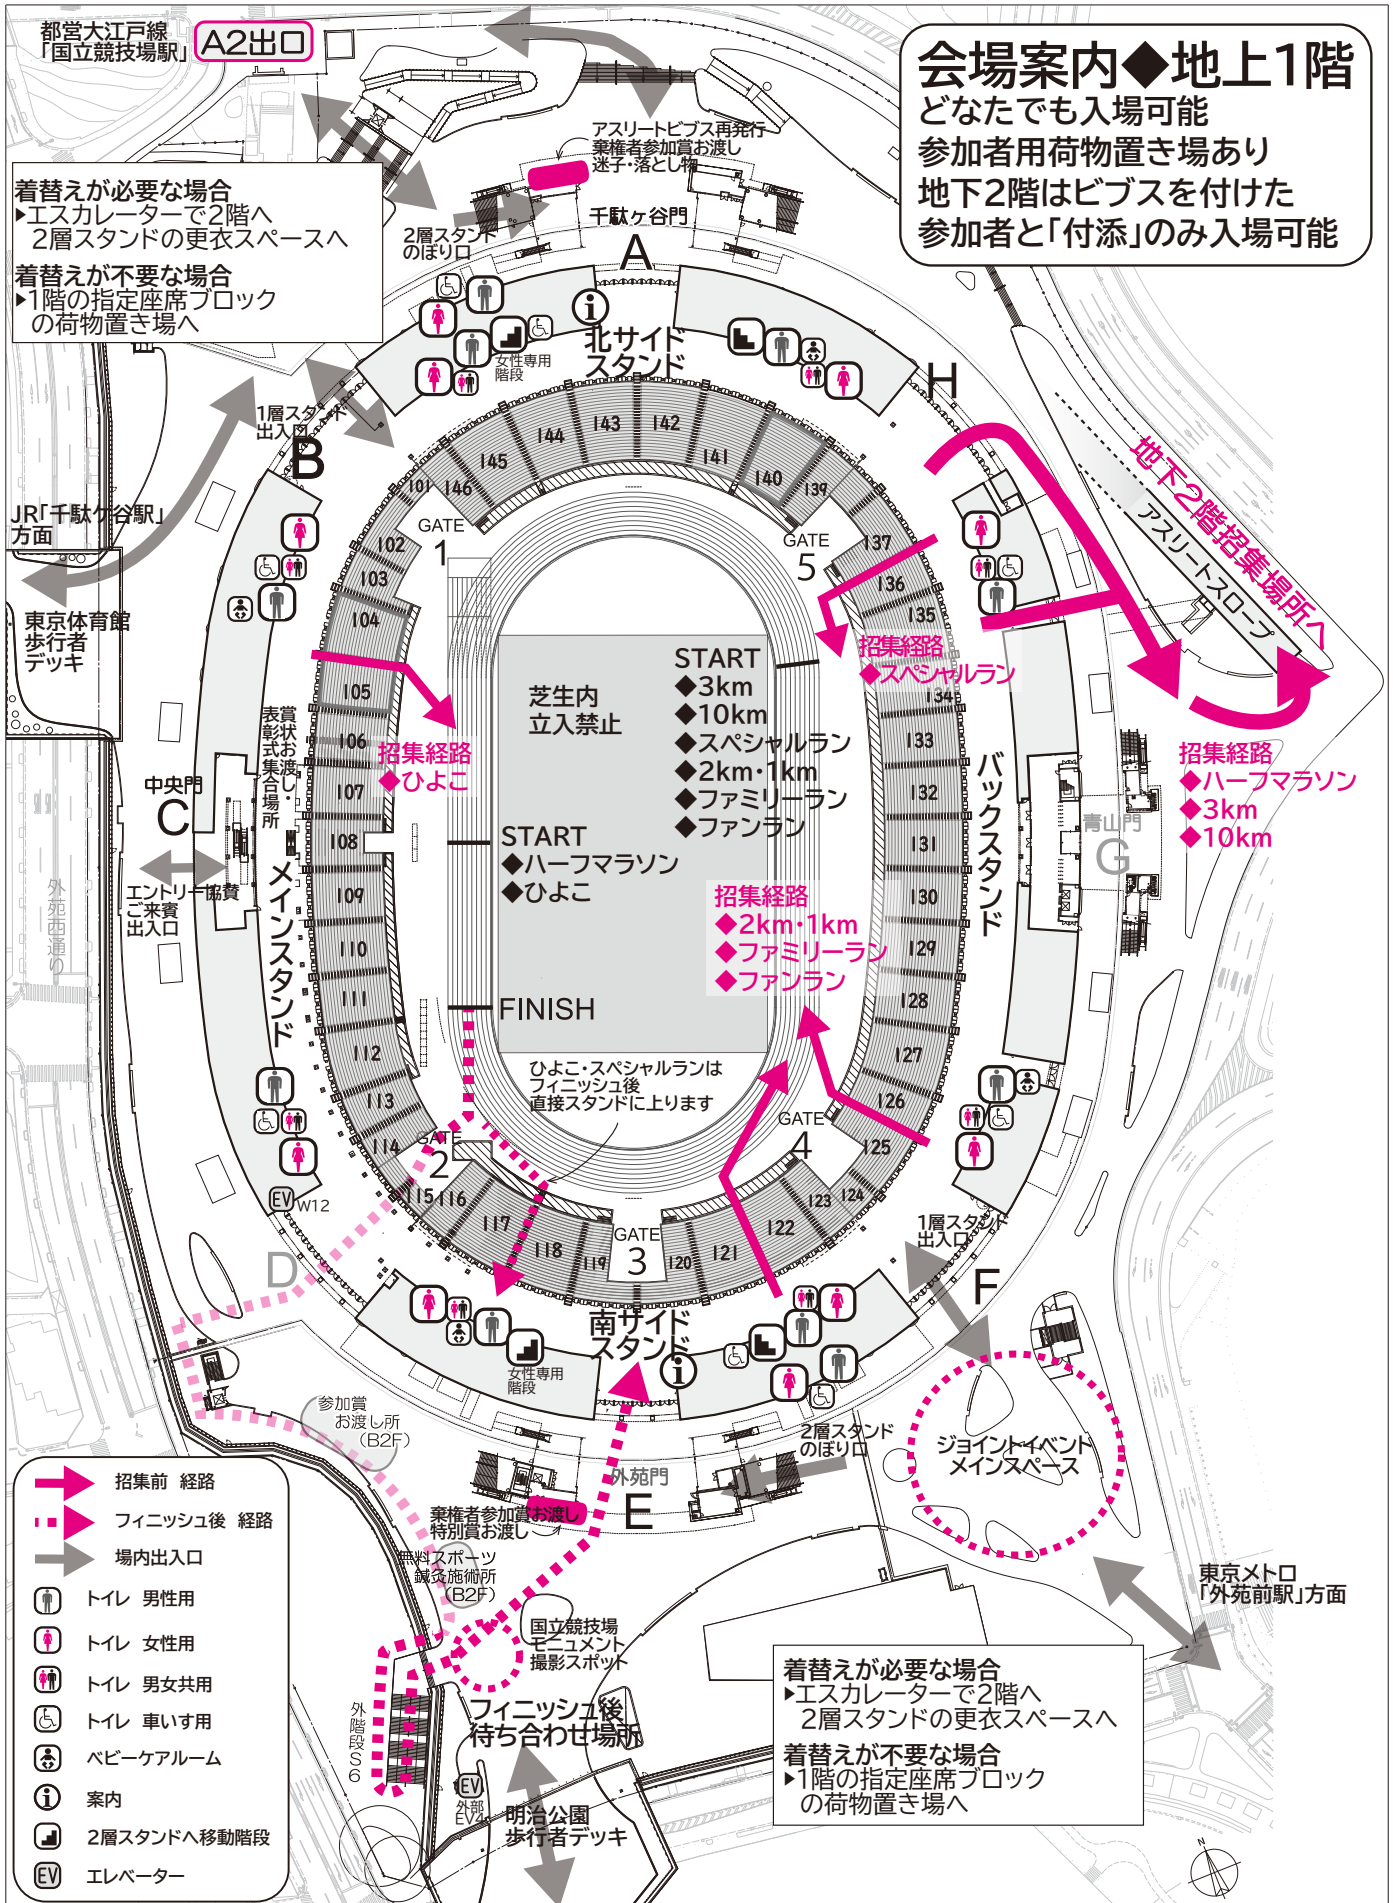 都営大江戸線
「国立競技場駅」
A2出口
会場案内◆地上1階
どなたでも入場可能
参加者用荷物置き場あり
地下2階はビブスを付けた
参加者と「付添」のみ入場可能
アスリートビブス再発行
棄権者参加賞お渡し
迷子・落とし物
着替えが必要な場合
▶エスカレーターで2階へ
2層スタンドの更衣スペースへ
着替えが不要な場合
▶1階の指定座席ブロック
の荷物置き場へ
2層スタンド
のぼり口
千駄ヶ谷門
A
北サイド
スタンド
女性専用
階段
H
1層スタンド
出入口
B
JR「千駄ケ谷駅」
方面
東京体育館
歩行者
デッキ
地下2階招集場所へ
アスリートスロープ
143
142
144
141
145
140
146
139
101
GATE
1
GATE
5
102
103
104
105
106
107
108
109
110
111
112
113
114
115
116
117
118
119
120
121
122
123
124
125
126
127
128
129
130
131
132
133
134
135
136
137
招集経路
◆スペシャルラン
招集経路
◆ひよこ
芝生内
立入禁止
START
◆3km
◆10km
◆スペシャルラン
◆2km・1km
◆ファミリーラン
◆ファンラン
START
◆ハーフマラソン
◆ひよこ
招集経路
◆2km・1km
◆ファミリーラン
◆ファンラン
招集経路
◆ハーフマラソン
◆3km
◆10km
賞状お渡し・
表彰式集合場所
中央門
C
エントリー協賛
ご来賓
出入口
外苑西通り
メインスタンド
バックスタンド
青山門
G
FINISH
ひよこ・スペシャルランは
フィニッシュ後
直接スタンドに上ります
GATE
2
GATE
4
GATE
3
EV
W12
D
南サイド
スタンド
女性専用
階段
1層スタンド
出入口
F
参加賞
お渡し所
(B2F)
外苑門
E
2層スタンド
のぼり口
ジョイントイベント
メインスペース
棄権者参加賞お渡し
特別賞お渡し
無料スポーツ
鍼灸施術所
(B2F)
国立競技場
モニュメント
撮影スポット
フィニッシュ後
待ち合わせ場所
外階段S6
EV
外部
EV4
明治公園
歩行者デッキ
東京メトロ
「外苑前駅」方面
着替えが必要な場合
▶エスカレーターで2階へ
2層スタンドの更衣スペースへ
着替えが不要な場合
▶1階の指定座席ブロック
の荷物置き場へ
招集前 経路
フィニッシュ後 経路
場内出入口
トイレ 男性用
トイレ 女性用
トイレ 男女共用
トイレ 車いす用
ベビーケアルーム
案内
2層スタンドへ移動階段
EV エレベーター
N